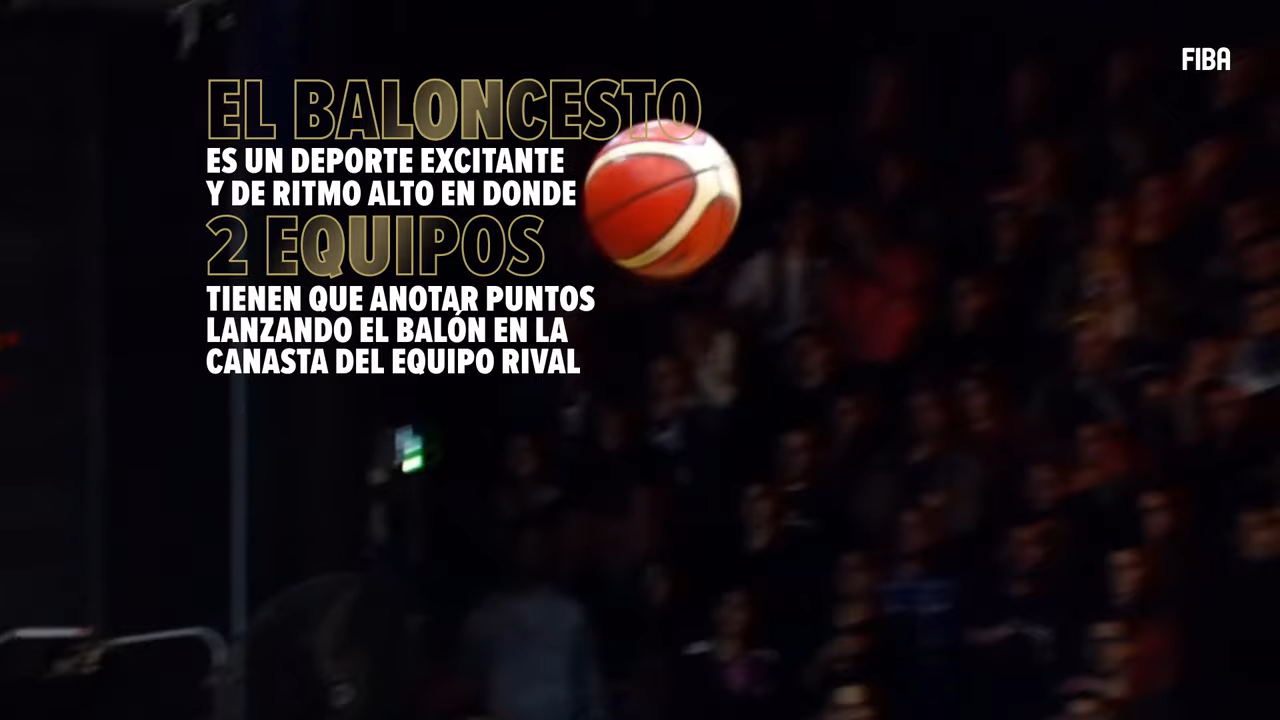 FIBA
EL BALONCESTO
ES UN DEPORTE EXCITANTE
Y DE RITMO ALTO EN DONDE
2 EQUIPOS
TIENEN QUE ANOTAR PUNTOS
LANZANDO EL BALÓN EN LA
CANASTA DEL EQUIPO RIVAL